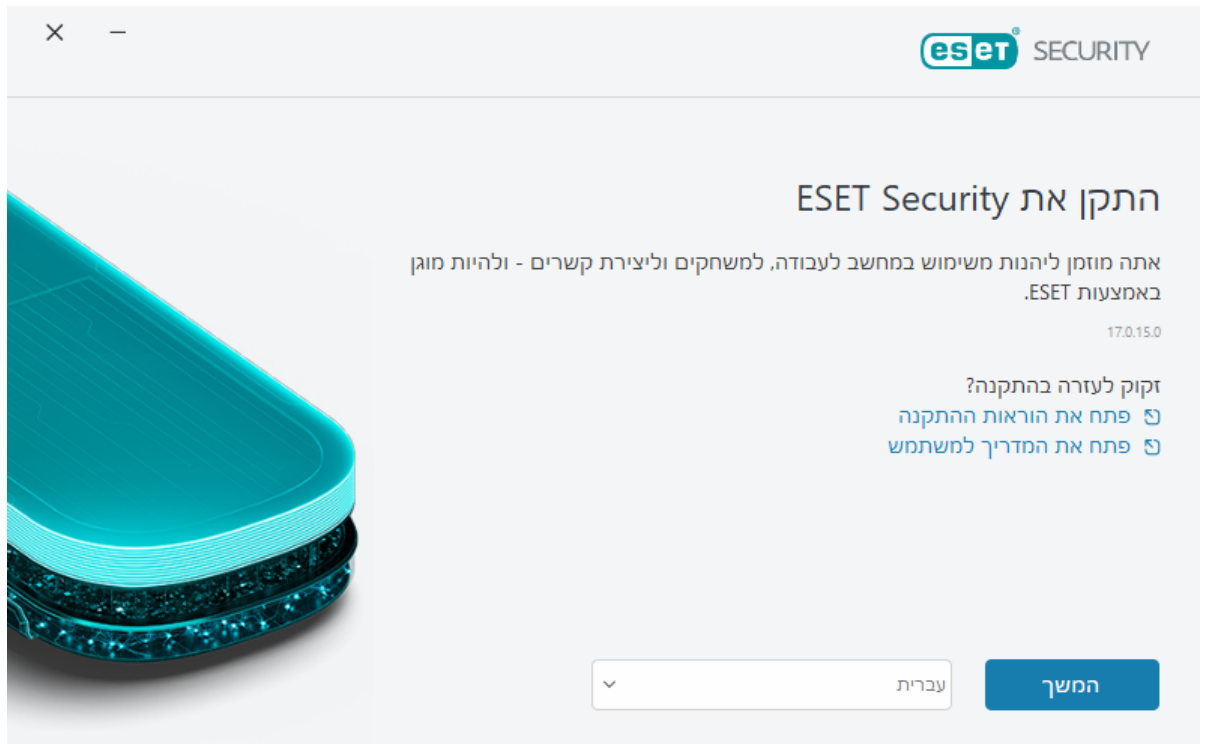 eset® SECURITY
התקן את ESET Security
אתה מוזמן ליהנות משימוש במחשב לעבודה, למשחקים וליצירת קשרים - ולהיות מוגן
באמצעות ESET.
17.0.15.0
זקוק לעזרה בהתקנה?
פתח את הוראות ההתקנה
פתח את המדריך למשתמש
המשך
עברית